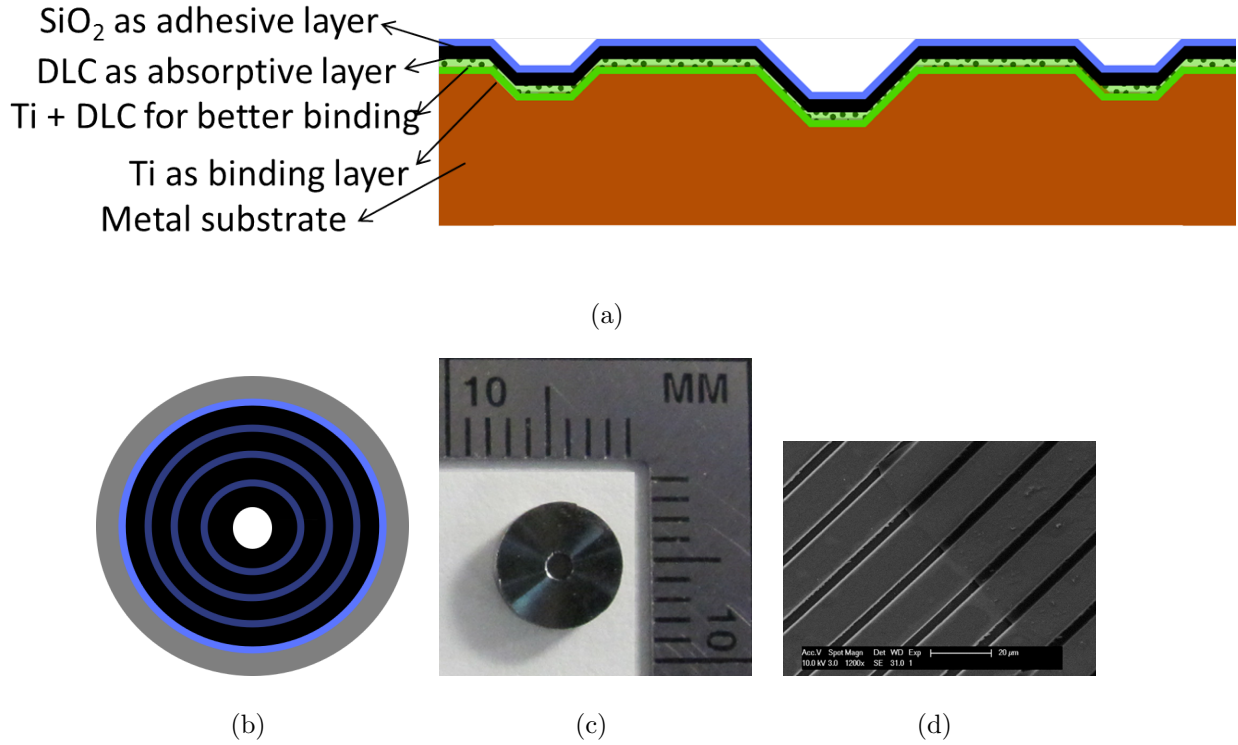 SiO₂ as adhesive layer
DLC as absorptive layer
Ti + DLC for better binding
Ti as binding layer
Metal substrate
(a)
10 MM
10
Acc.V Spot Magn Det WD Exp 20 μm
10.0 kV 3.0 1200x SE 31.0 1
(b) (c) (d)